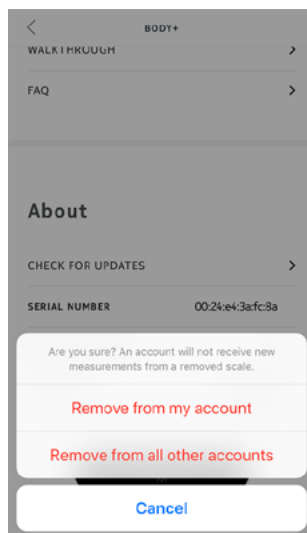 BODY+
WALKTHROUGH
FAQ
About
CHECK FOR UPDATES
SERIAL NUMBER 00:24:e4:3a:fc:8a
Are you sure? An account will not receive new
measurements from a removed scale.
Remove from my account
Remove from all other accounts
Cancel